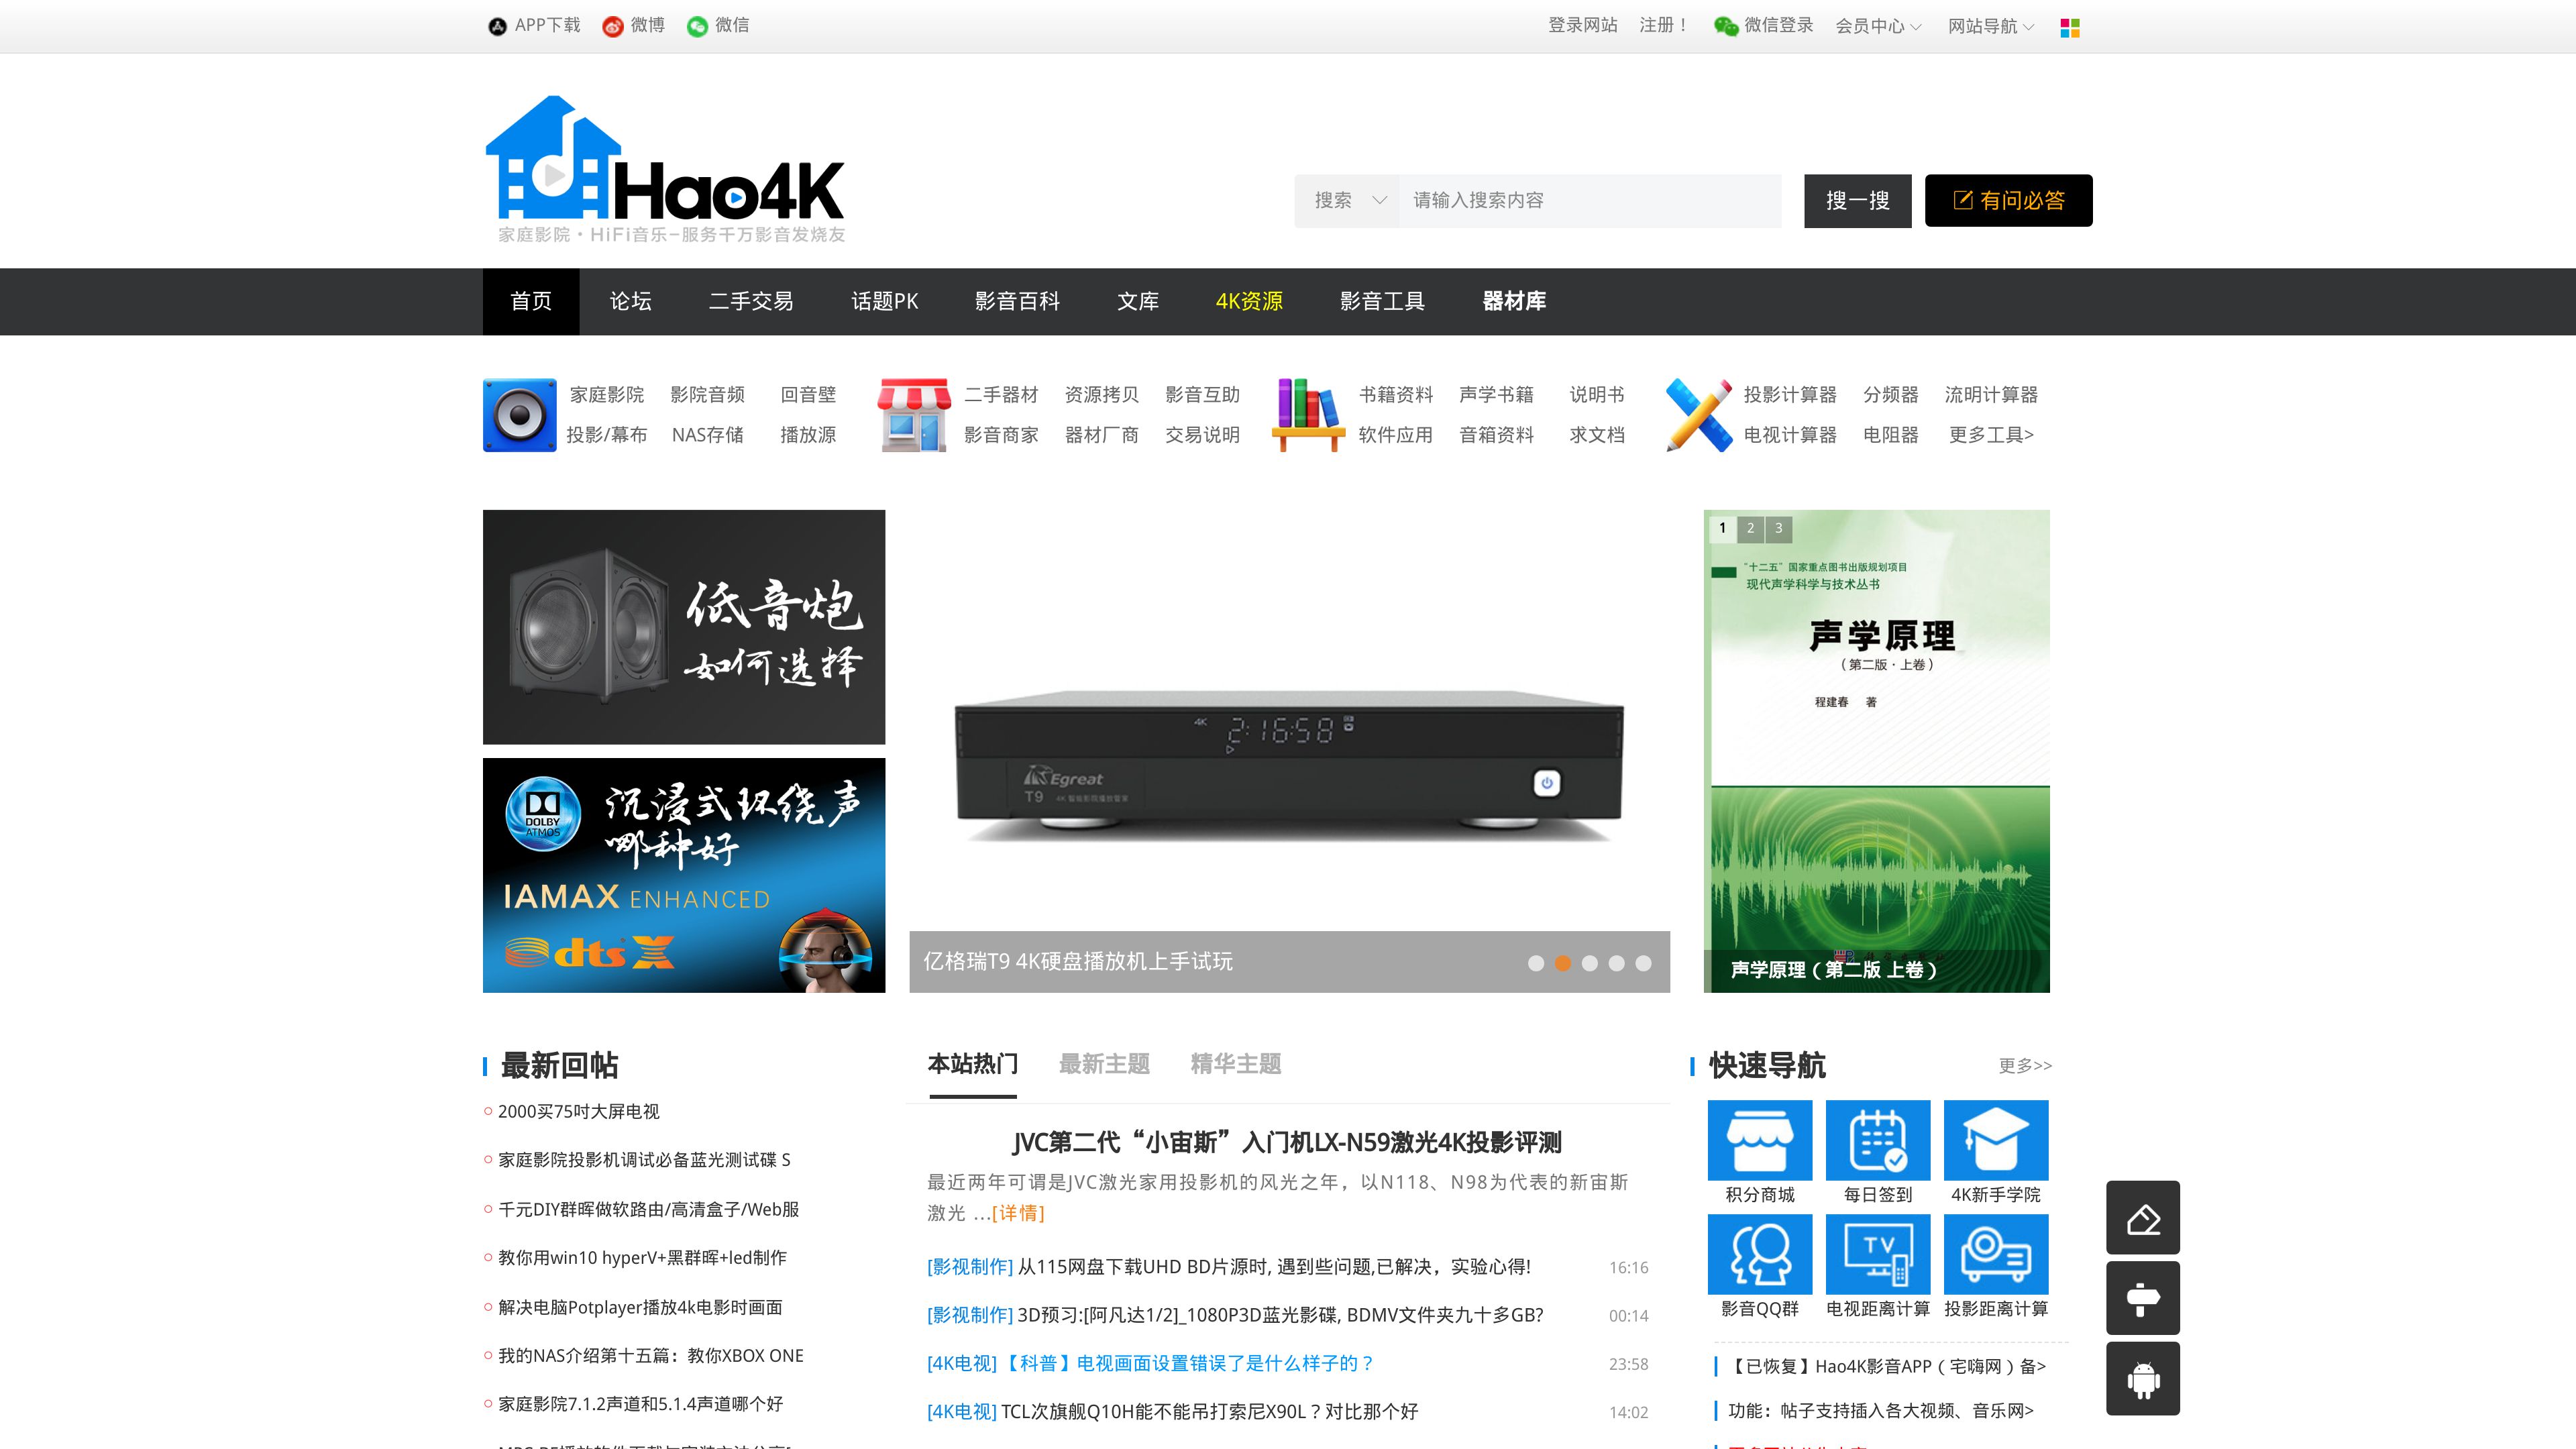 APP下载 微博 微信 登录网站 注册！ 微信登录 会员中心 网站导航
Hao4K
家庭影院·HiFi音乐-服务千万影音发烧友
搜索 请输入搜索内容 搜一搜 有问必答
首页 论坛 二手交易 话题PK 影音百科 文库 4K资源 影音工具 器材库
家庭影院 影院音频 回音壁 二手器材 资源拷贝 影音互助 书籍资料 声学书籍 说明书 投影计算器 分频器 流明计算器
投影/幕布 NAS存储 播放源 影音商家 器材厂商 交易说明 软件应用 音箱资料 求文档 电视计算器 电阻器 更多工具>
低音炮
如何选择
DOLBY
ATMOS
沉浸式环绕声
哪种好
IAMAX ENHANCED
dts X
4K 2:16:58
Egreat
T9 4K
亿格瑞T9 4K硬盘播放机上手试玩
1 2 3
“十二五”国家重点图书出版规划项目
现代声学科学与技术丛书
声学原理
（第二版·上卷）
程建春 著
声学原理（第二版 上卷）
最新回帖
2000买75吋大屏电视
家庭影院投影机调试必备蓝光测试碟 S
千元DIY群晖做软路由/高清盒子/Web服
教你用win10 hyperV+黑群晖+led制作
解决电脑Potplayer播放4k电影时画面
我的NAS介绍第十五篇：教你XBOX ONE
家庭影院7.1.2声道和5.1.4声道哪个好
本站热门 最新主题 精华主题
JVC第二代“小宙斯”入门机LX-N59激光4K投影评测
最近两年可谓是JVC激光家用投影机的风光之年，以N118、N98为代表的新宙斯
激光 ...[详情]
[影视制作] 从115网盘下载UHD BD片源时, 遇到些问题,已解决，实验心得! 16:16
[影视制作] 3D预习:[阿凡达1/2]_1080P3D蓝光影碟, BDMV文件夹九十多GB? 00:14
[4K电视] 【科普】电视画面设置错误了是什么样子的？ 23:58
[4K电视] TCL次旗舰Q10H能不能吊打索尼X90L？对比那个好 14:02
快速导航 更多>>
积分商城 每日签到 4K新手学院
TV
影音QQ群 电视距离计算 投影距离计算
【已恢复】Hao4K影音APP（宅嗨网）备>
功能：帖子支持插入各大视频、音乐网>